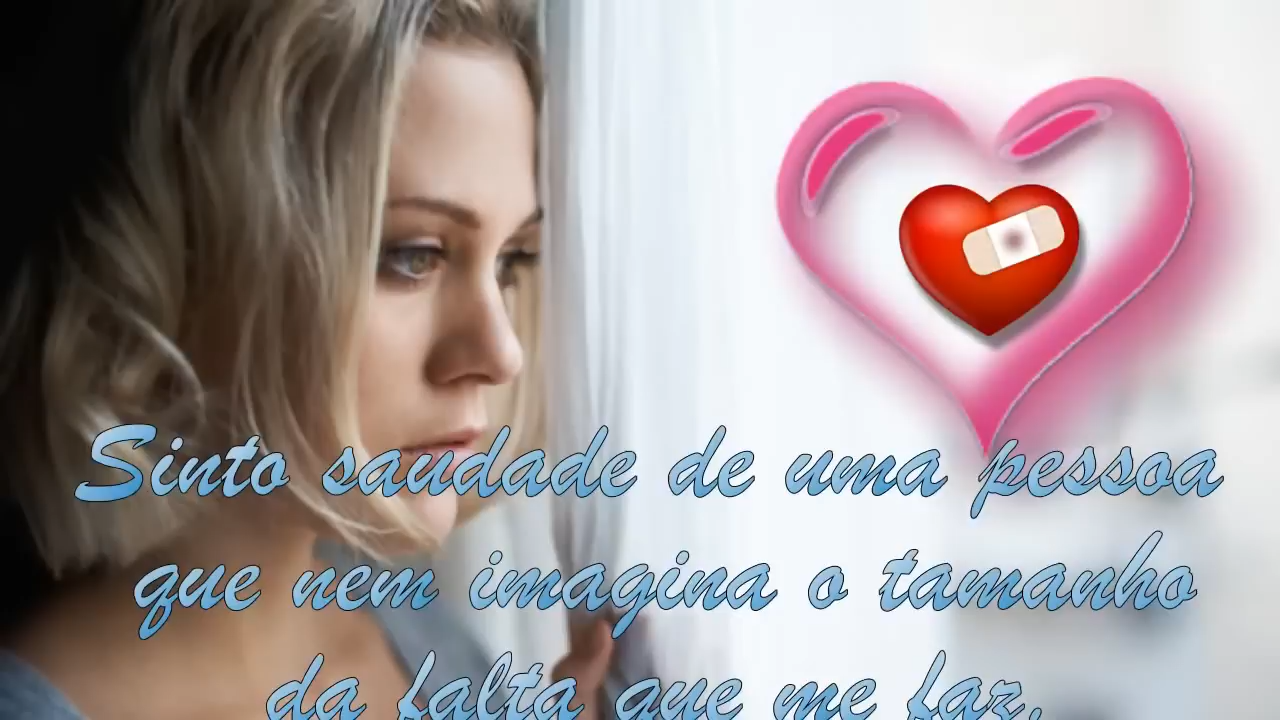 Sinto saudade de uma pessoa
que nem imagina o tamanho
da falta que me faz.